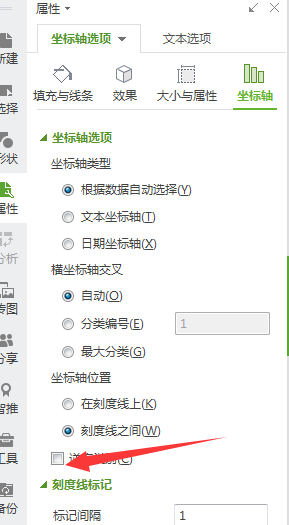 属性
坐标轴选项 文本选项
新建
选择
形状
属性
分析
传图
分享
智推
工具
备份
填充与线条 效果 大小与属性 坐标轴
坐标轴选项
坐标轴类型
根据数据自动选择(Y)
文本坐标轴(T)
日期坐标轴(X)
横坐标轴交叉
自动(O)
分类编号(E) 1
最大分类(G)
坐标轴位置
在刻度线上(K)
刻度线之间(W)
刻度线标记
标记间隔 1